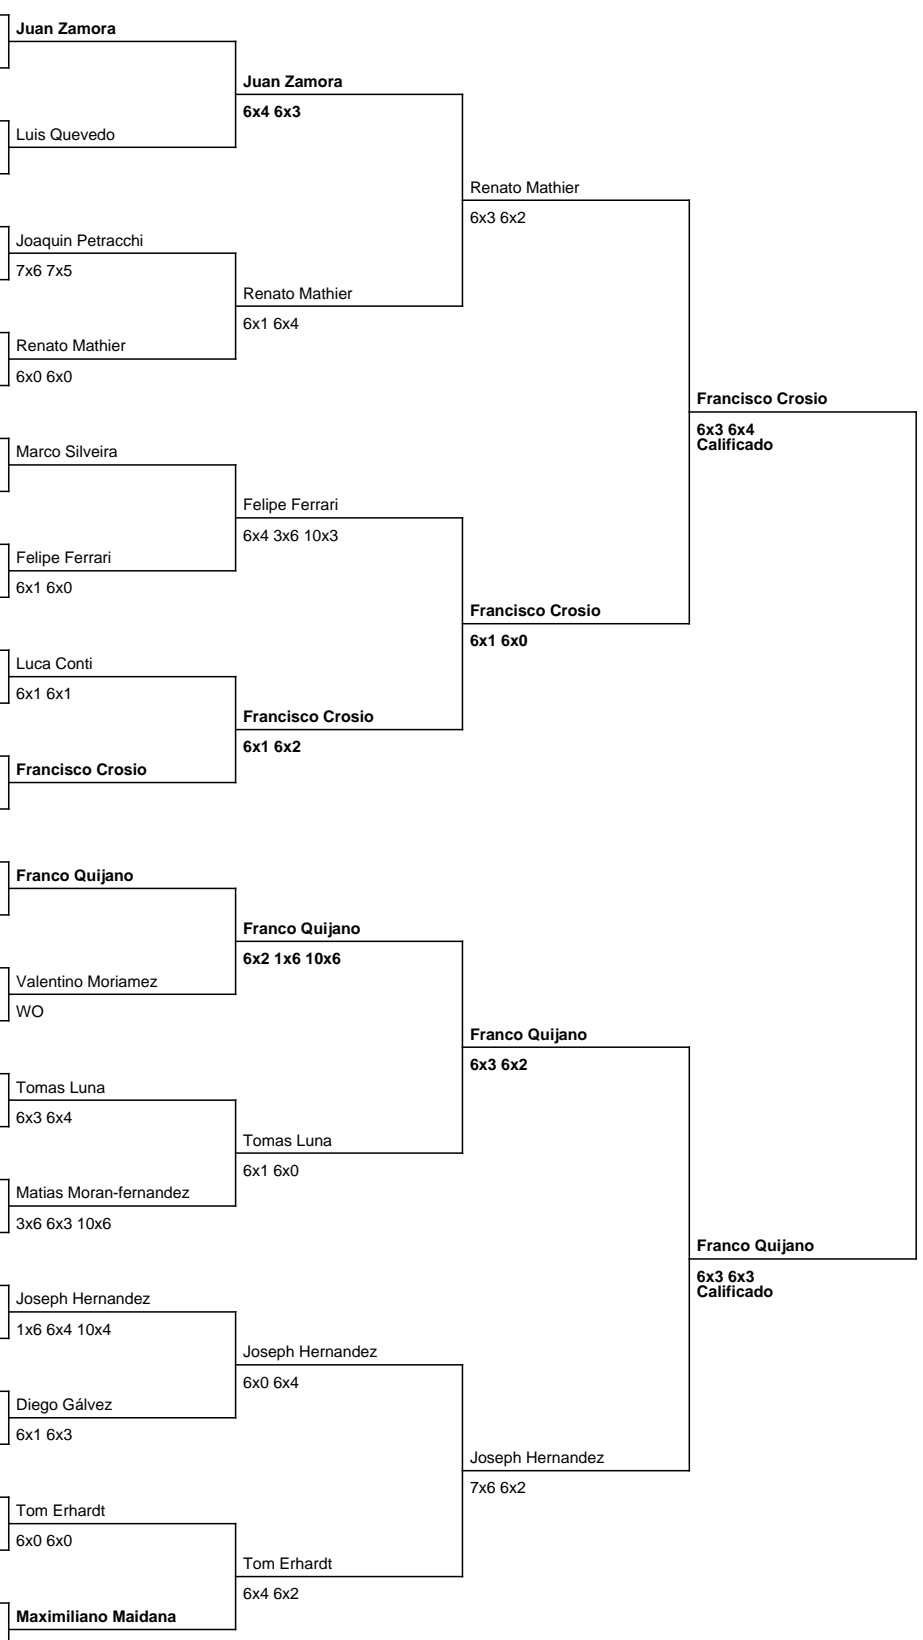 Juan Zamora
Juan Zamora
6x4 6x3
Luis Quevedo
Renato Mathier
6x3 6x2
Joaquin Petracchi
7x6 7x5
Renato Mathier
6x1 6x4
Renato Mathier
6x0 6x0
Francisco Crosio
6x3 6x4
Calificado
Marco Silveira
Felipe Ferrari
6x4 3x6 10x3
Felipe Ferrari
6x1 6x0
Francisco Crosio
6x1 6x0
Luca Conti
6x1 6x1
Francisco Crosio
6x1 6x2
Francisco Crosio
Franco Quijano
Franco Quijano
6x2 1x6 10x6
Valentino Moriamez
WO
Franco Quijano
6x3 6x2
Tomas Luna
6x3 6x4
Tomas Luna
6x1 6x0
Matias Moran-fernandez
3x6 6x3 10x6
Franco Quijano
6x3 6x3
Calificado
Joseph Hernandez
1x6 6x4 10x4
Joseph Hernandez
6x0 6x4
Diego Gálvez
6x1 6x3
Joseph Hernandez
7x6 6x2
Tom Erhardt
6x0 6x0
Tom Erhardt
6x4 6x2
Maximiliano Maidana